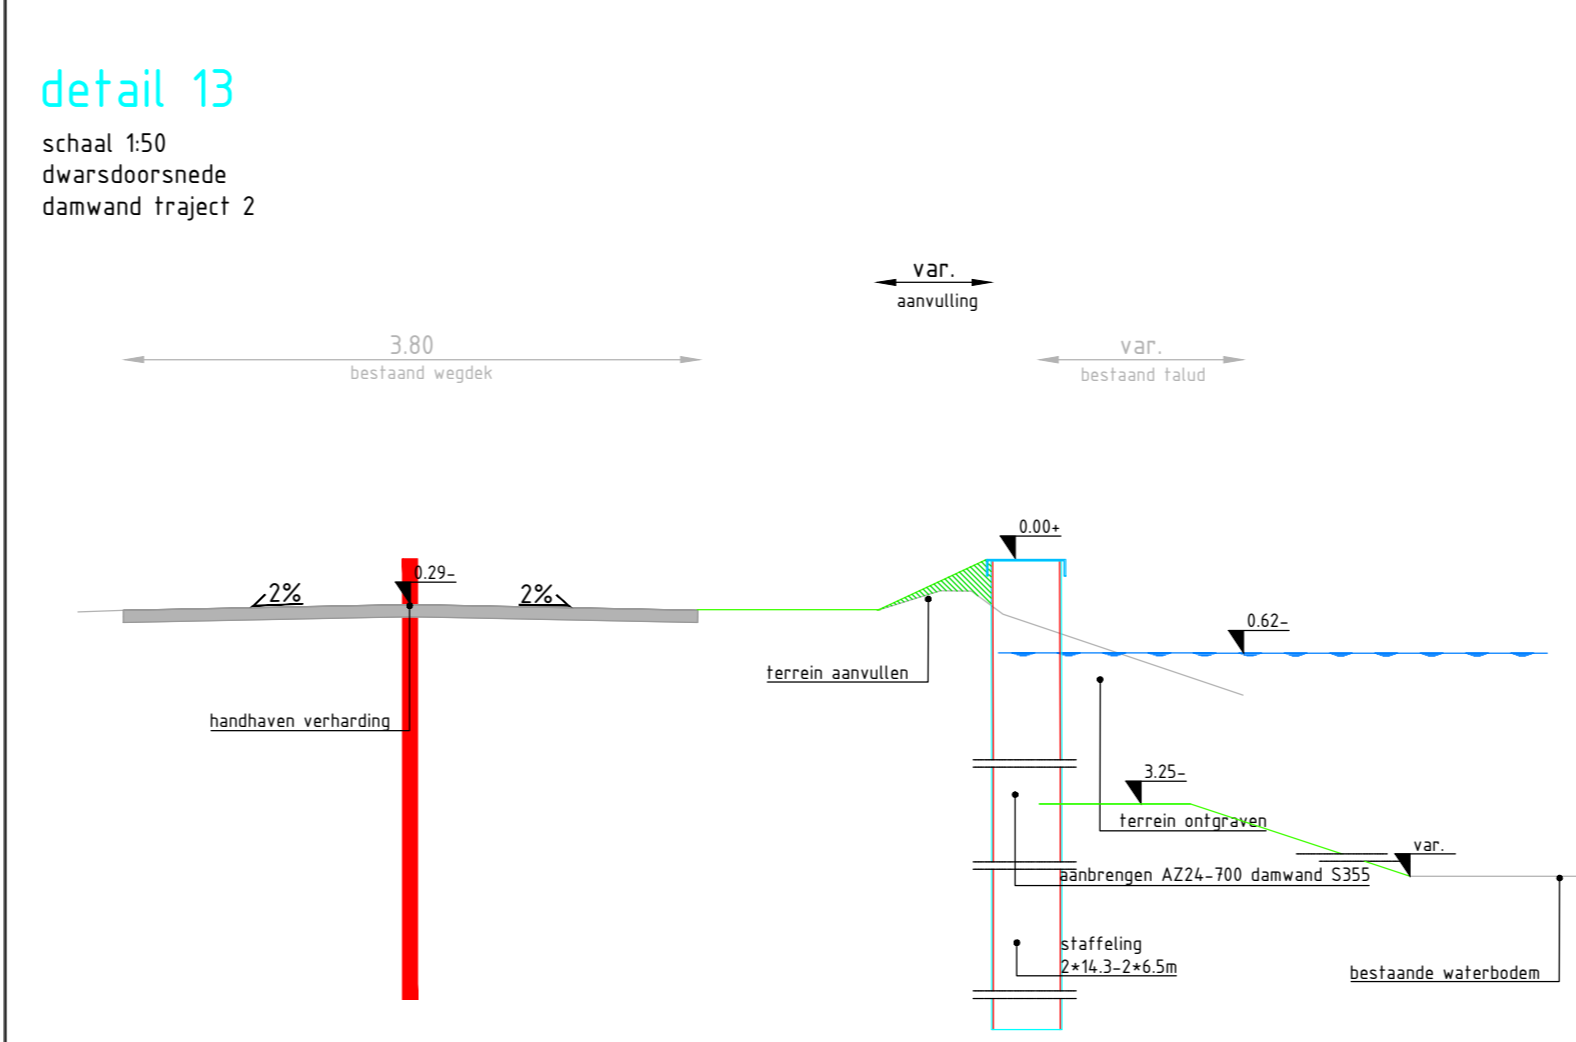 detail 13
schaal 1:50
dwarsdoorsnede
damwand traject 2
var.
aanvulling
3.80
bestaand wegdek
var.
bestaand talud
0.00+
0.29-
2%
2%
0.62-
terrein aanvullen
handhaven verharding
3.25-
terrein ontgraven
var.
aanbrengen AZ24-700 damwand S355
staffeling
2*14.3-2*6.5m
bestaande waterbodem